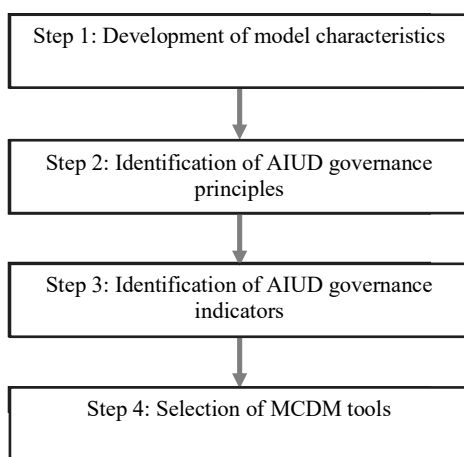 Step 1: Development of model characteristics
Step 2: Identification of AIUD governance
principles
Step 3: Identification of AIUD governance
indicators
Step 4: Selection of MCDM tools